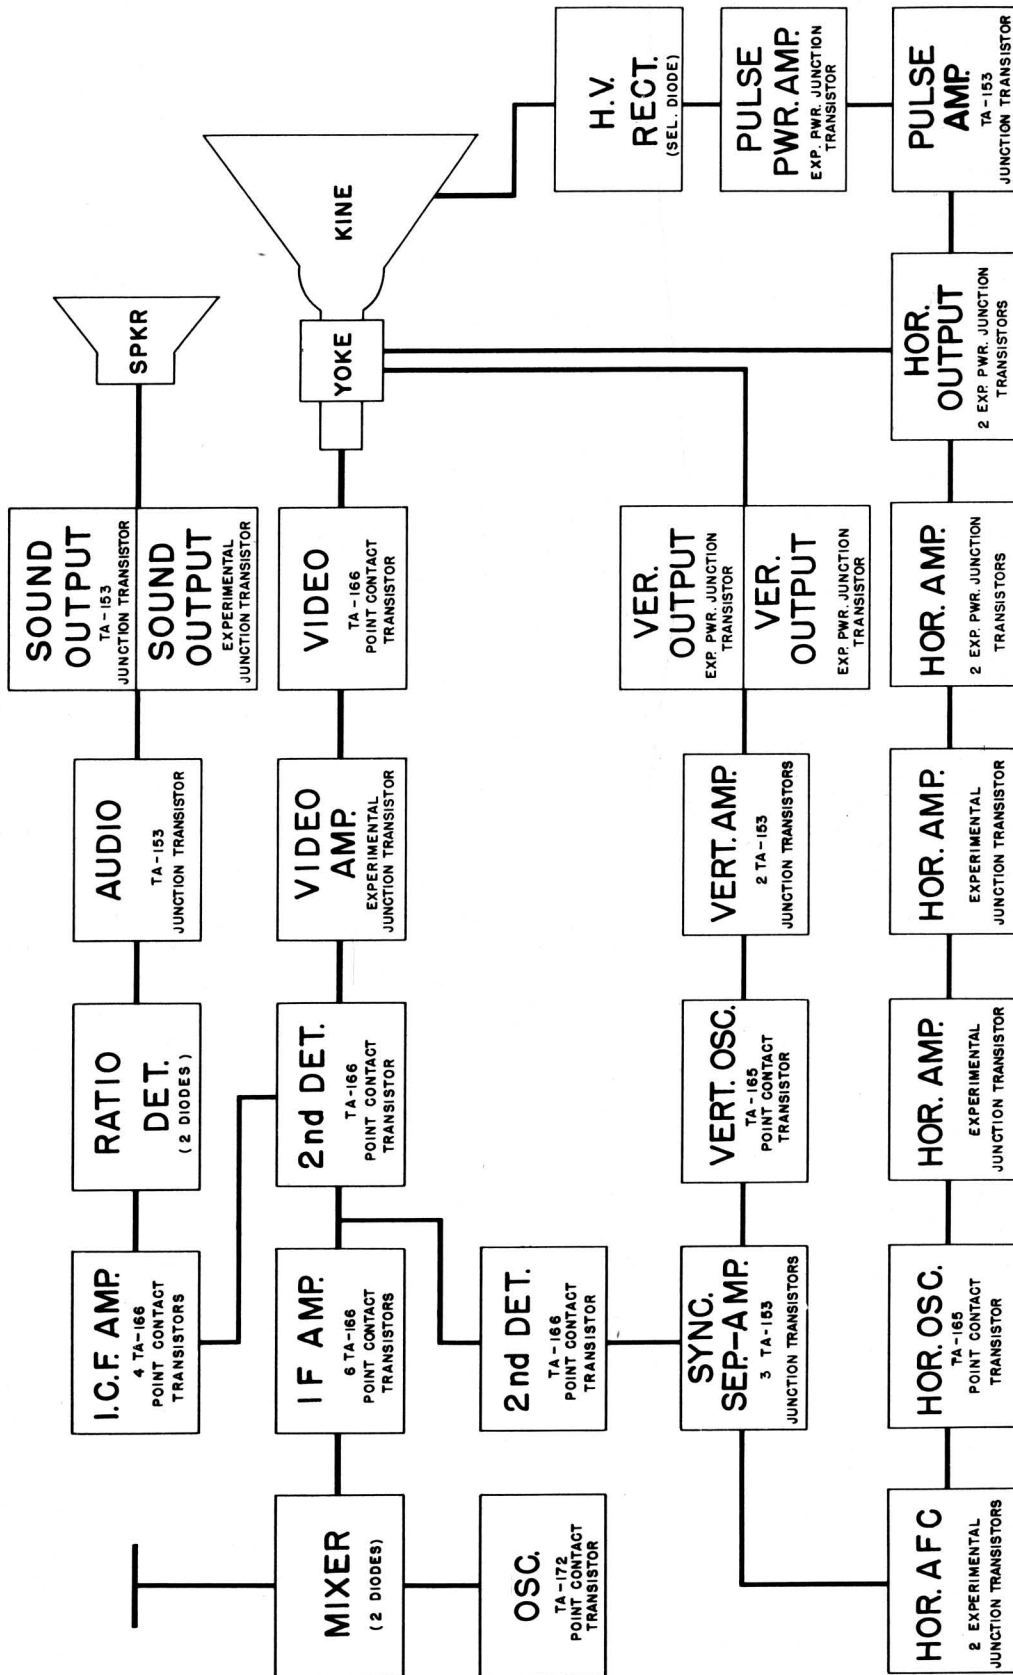 I.C.F. AMP.
4 TA-166
POINT CONTACT
TRANSISTORS
RATIO
DET.
(2 DIODES)
AUDIO
TA-153
JUNCTION TRANSISTOR
SOUND
OUTPUT
TA-153
JUNCTION TRANSISTOR
SOUND
OUTPUT
EXPERIMENTAL
JUNCTION TRANSISTOR
SPKR
MIXER
(2 DIODES)
IF AMP.
6 TA-166
POINT CONTACT
TRANSISTORS
2nd DET.
TA-166
POINT CONTACT
TRANSISTOR
VIDEO
AMP.
EXPERIMENTAL
JUNCTION TRANSISTOR
VIDEO
TA-166
POINT CONTACT
TRANSISTOR
YOKE
KINE
OSC.
TA-172
POINT CONTACT
TRANSISTOR
2nd DET.
TA-166
POINT CONTACT
TRANSISTOR
H.V.
RECT.
(SEL. DIODE)
SYNC.
SEP.-AMP.
3 TA-153
JUNCTION TRANSISTORS
VERT. OSC.
TA-165
POINT CONTACT
TRANSISTOR
VERT. AMP.
2 TA-153
JUNCTION TRANSISTORS
VER.
OUTPUT
EXP. PWR. JUNCTION
TRANSISTOR
VER.
OUTPUT
EXP. PWR. JUNCTION
TRANSISTOR
PULSE
PWR. AMP.
EXP. PWR. JUNCTION
TRANSISTOR
HOR. AFC
2 EXPERIMENTAL
JUNCTION TRANSISTORS
HOR. OSC.
TA-165
POINT CONTACT
TRANSISTOR
HOR. AMP.
EXPERIMENTAL
JUNCTION TRANSISTOR
HOR. AMP.
EXPERIMENTAL
JUNCTION TRANSISTOR
HOR. AMP.
2 EXP. PWR. JUNCTION
TRANSISTORS
HOR.
OUTPUT
2 EXP. PWR. JUNCTION
TRANSISTORS
PULSE
AMP.
TA-153
JUNCTION TRANSISTOR